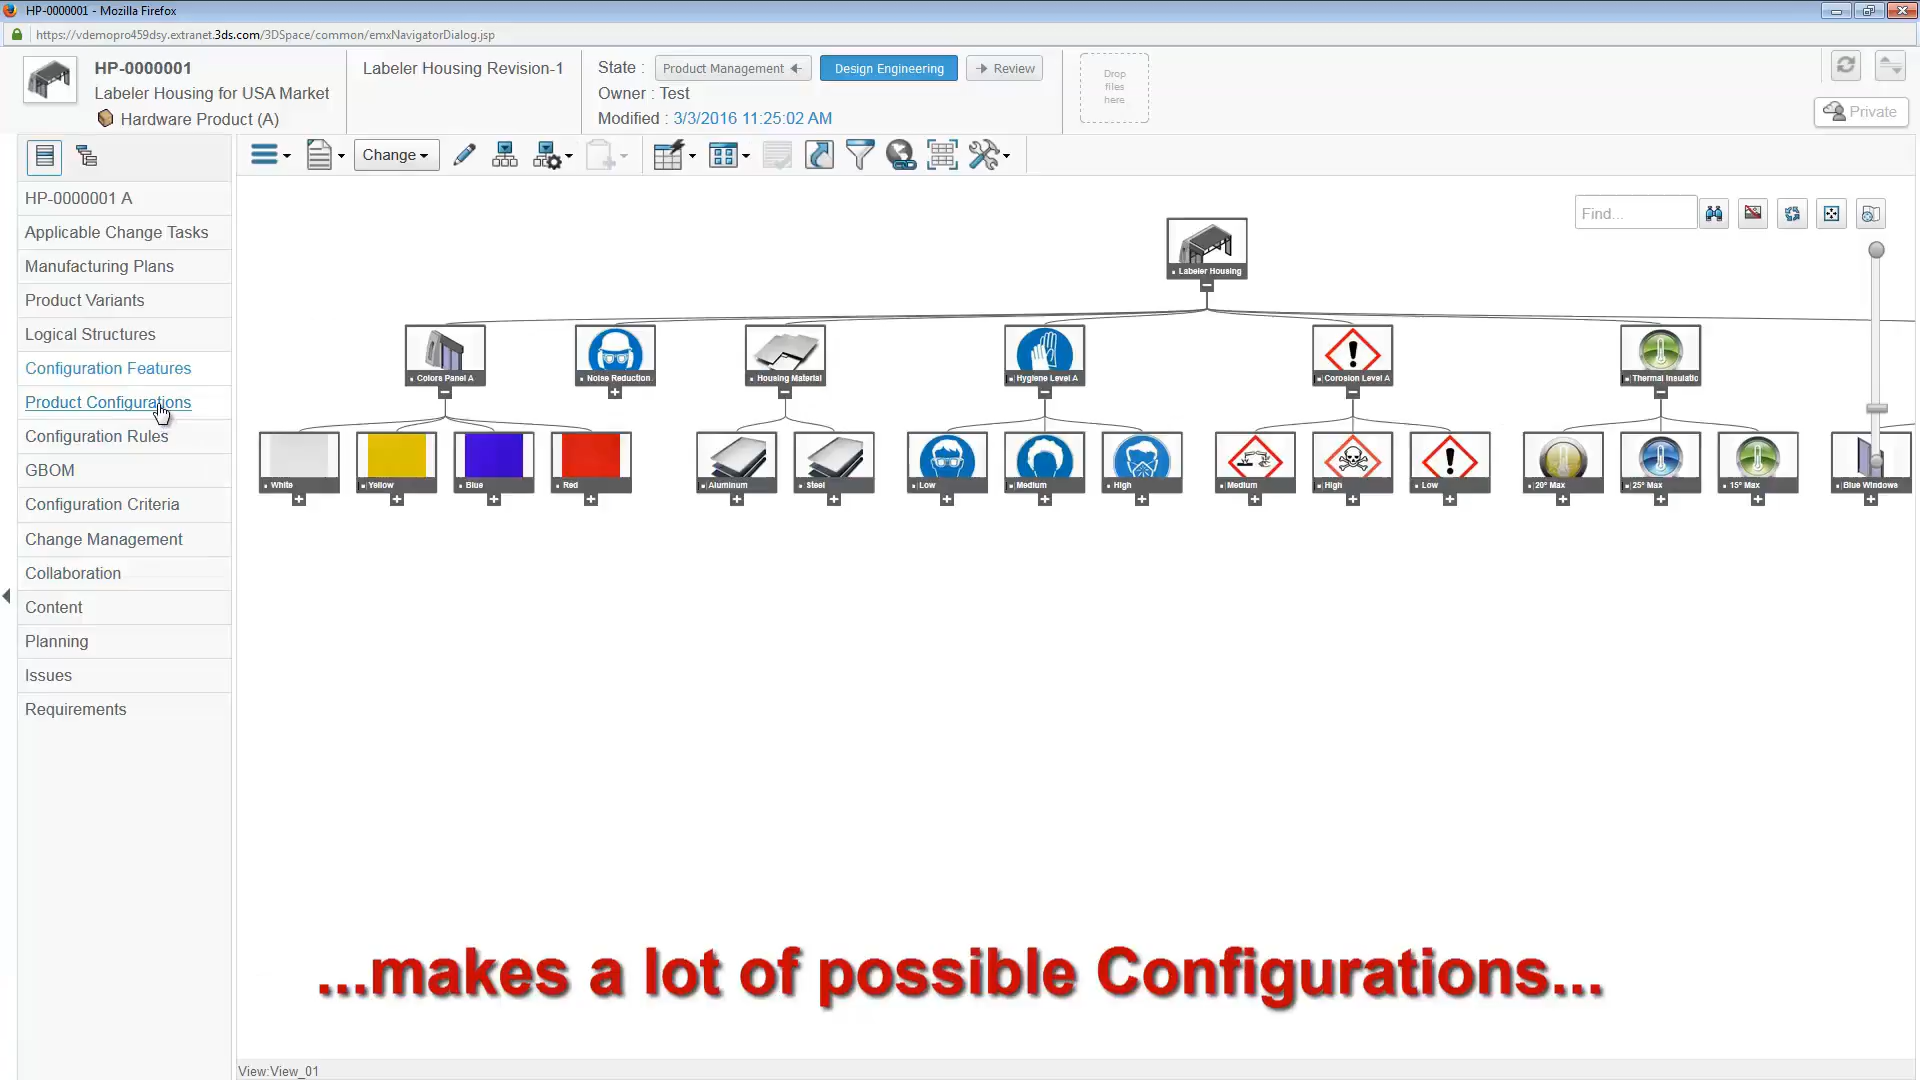 HP-0000001 - Mozilla Firefox
https://vdemopro459dsy.extranet.3ds.com/3DSpace/common/emxNavigatorDialog.jsp
HP-0000001
Labeler Housing for USA Market
Hardware Product (A)
Labeler Housing Revision-1
State : Product Management Design Engineering Review
Owner : Test
Modified : 3/3/2016 11:25:02 AM
Drop
files
here
Private
Change
HP-0000001 A
Applicable Change Tasks
Manufacturing Plans
Product Variants
Logical Structures
Configuration Features
Product Configurations
Configuration Rules
GBOM
Configuration Criteria
Change Management
Collaboration
Content
Planning
Issues
Requirements
Find...
Labeler Housing
Colors Panel A
Noise Reduction
Housing Material
Hygiene Level A
Corrosion Level A
Thermal Insulatic
White
Yellow
Blue
Red
Aluminum
Steel
Low
Medium
High
Medium
High
Low
20° Max
25° Max
15° Max
Blue Windows
...makes a lot of possible Configurations...
View:View_01